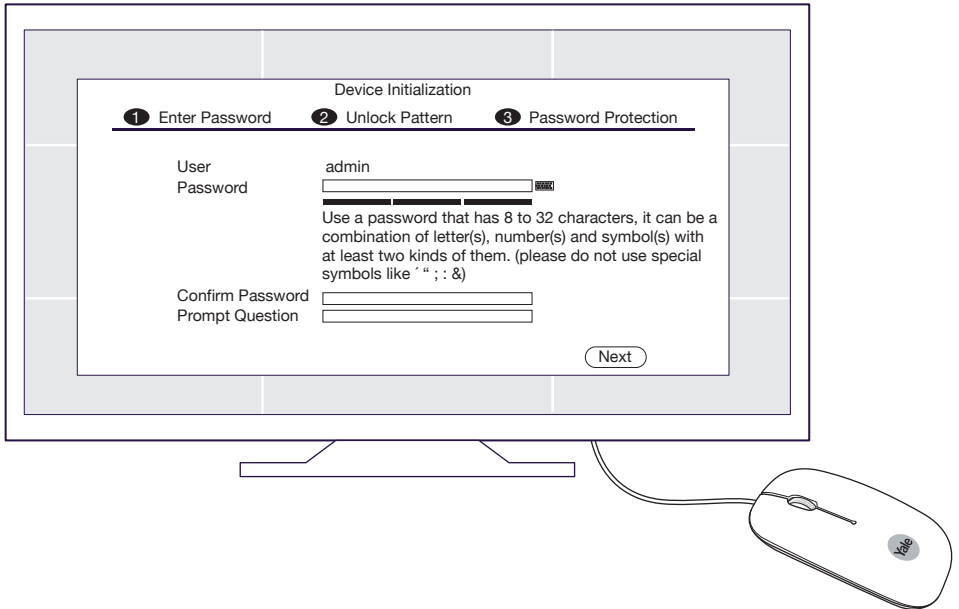 Device Initialization
1 Enter Password 2 Unlock Pattern 3 Password Protection
User admin
Password
Use a password that has 8 to 32 characters, it can be a
combination of letter(s), number(s) and symbol(s) with
at least two kinds of them. (please do not use special
symbols like ´ “ ; : &)
Confirm Password
Prompt Question
Next
Yale